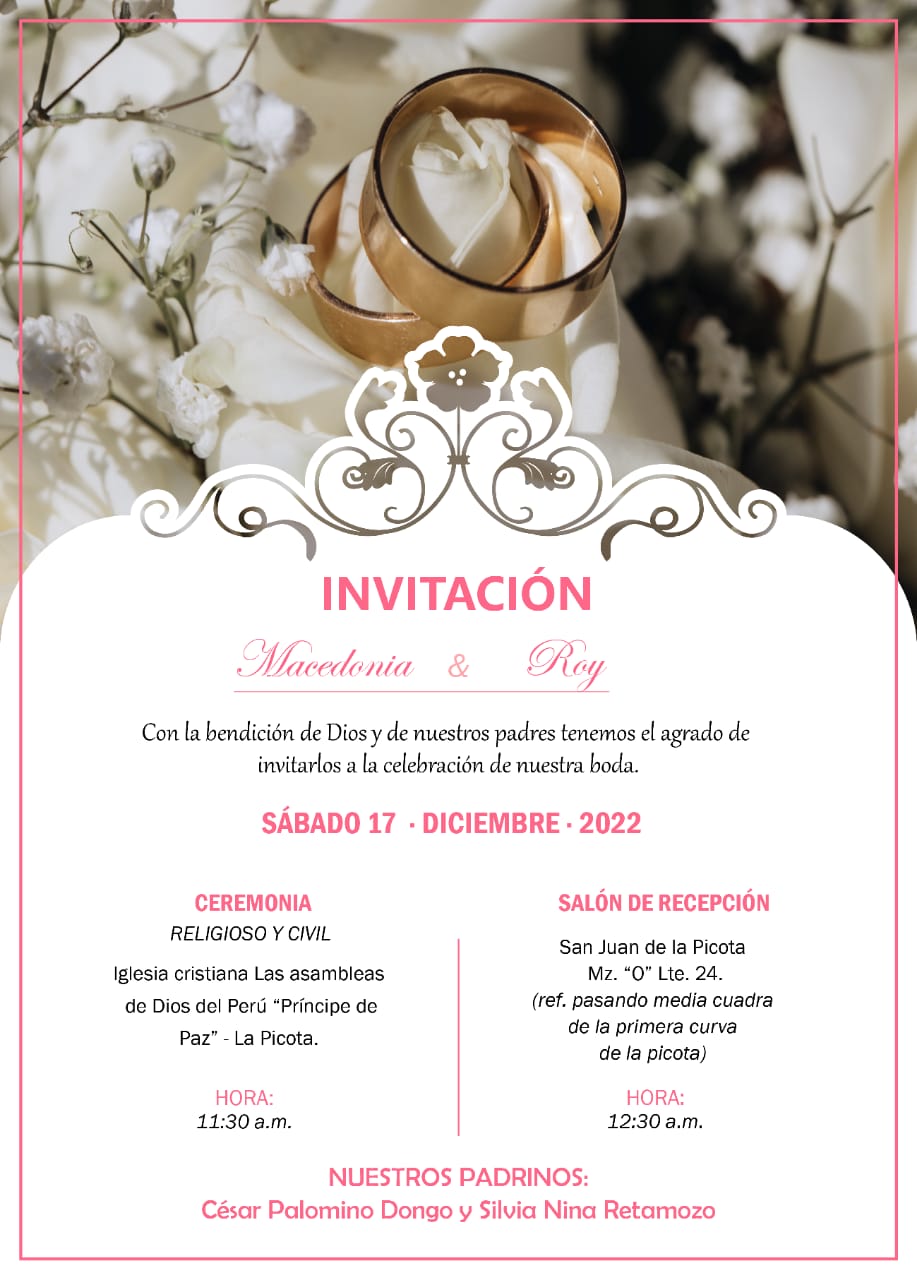 INVITACIÓN
Macedonia & Roy
Con la bendición de Dios y de nuestros padres tenemos el agrado de
invitarlos a la celebración de nuestra boda.
SÁBADO 17 · DICIEMBRE · 2022
CEREMONIA
RELIGIOSO Y CIVIL
Iglesia cristiana Las asambleas
de Dios del Perú “Príncipe de
Paz” - La Picota.
HORA:
11:30 a.m.
SALÓN DE RECEPCIÓN
San Juan de la Picota
Mz. “O” Lte. 24.
(ref. pasando media cuadra
de la primera curva
de la picota)
HORA:
12:30 a.m.
NUESTROS PADRINOS:
César Palomino Dongo y Silvia Nina Retamozo